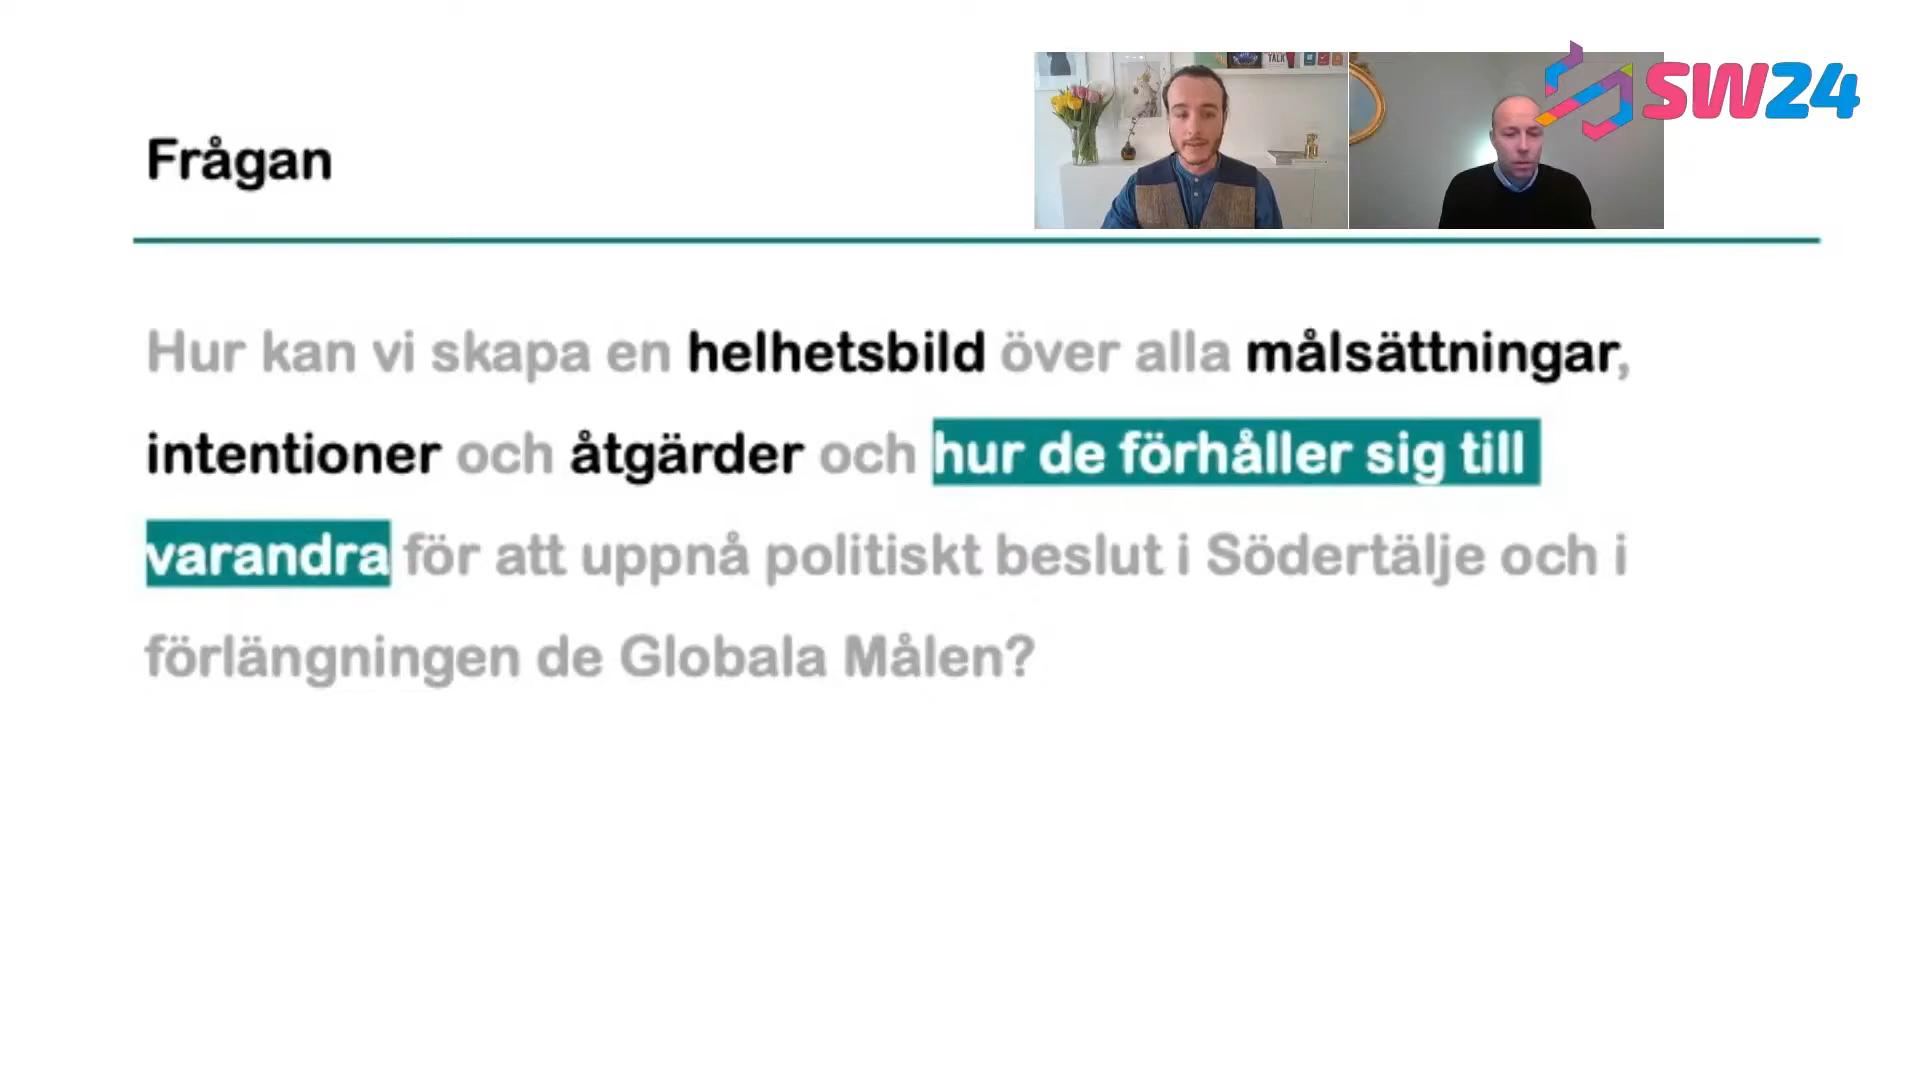 SW24
TALK
Frågan
Hur kan vi skapa en helhetsbild över alla målsättningar,
intentioner och åtgärder och hur de förhåller sig till
varandra för att uppnå politiskt beslut i Södertälje och i
förlängningen de Globala Målen?